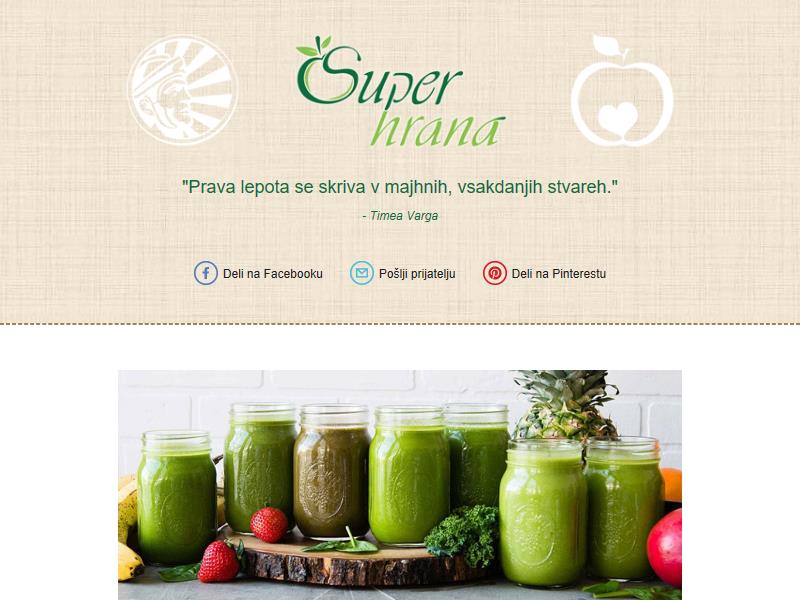 Super
hrana
"Prava lepota se skriva v majhnih, vsakdanjih stvareh."
- Timea Varga
Deli na Facebooku
Pošlji prijatelju
Deli na Pinterestu